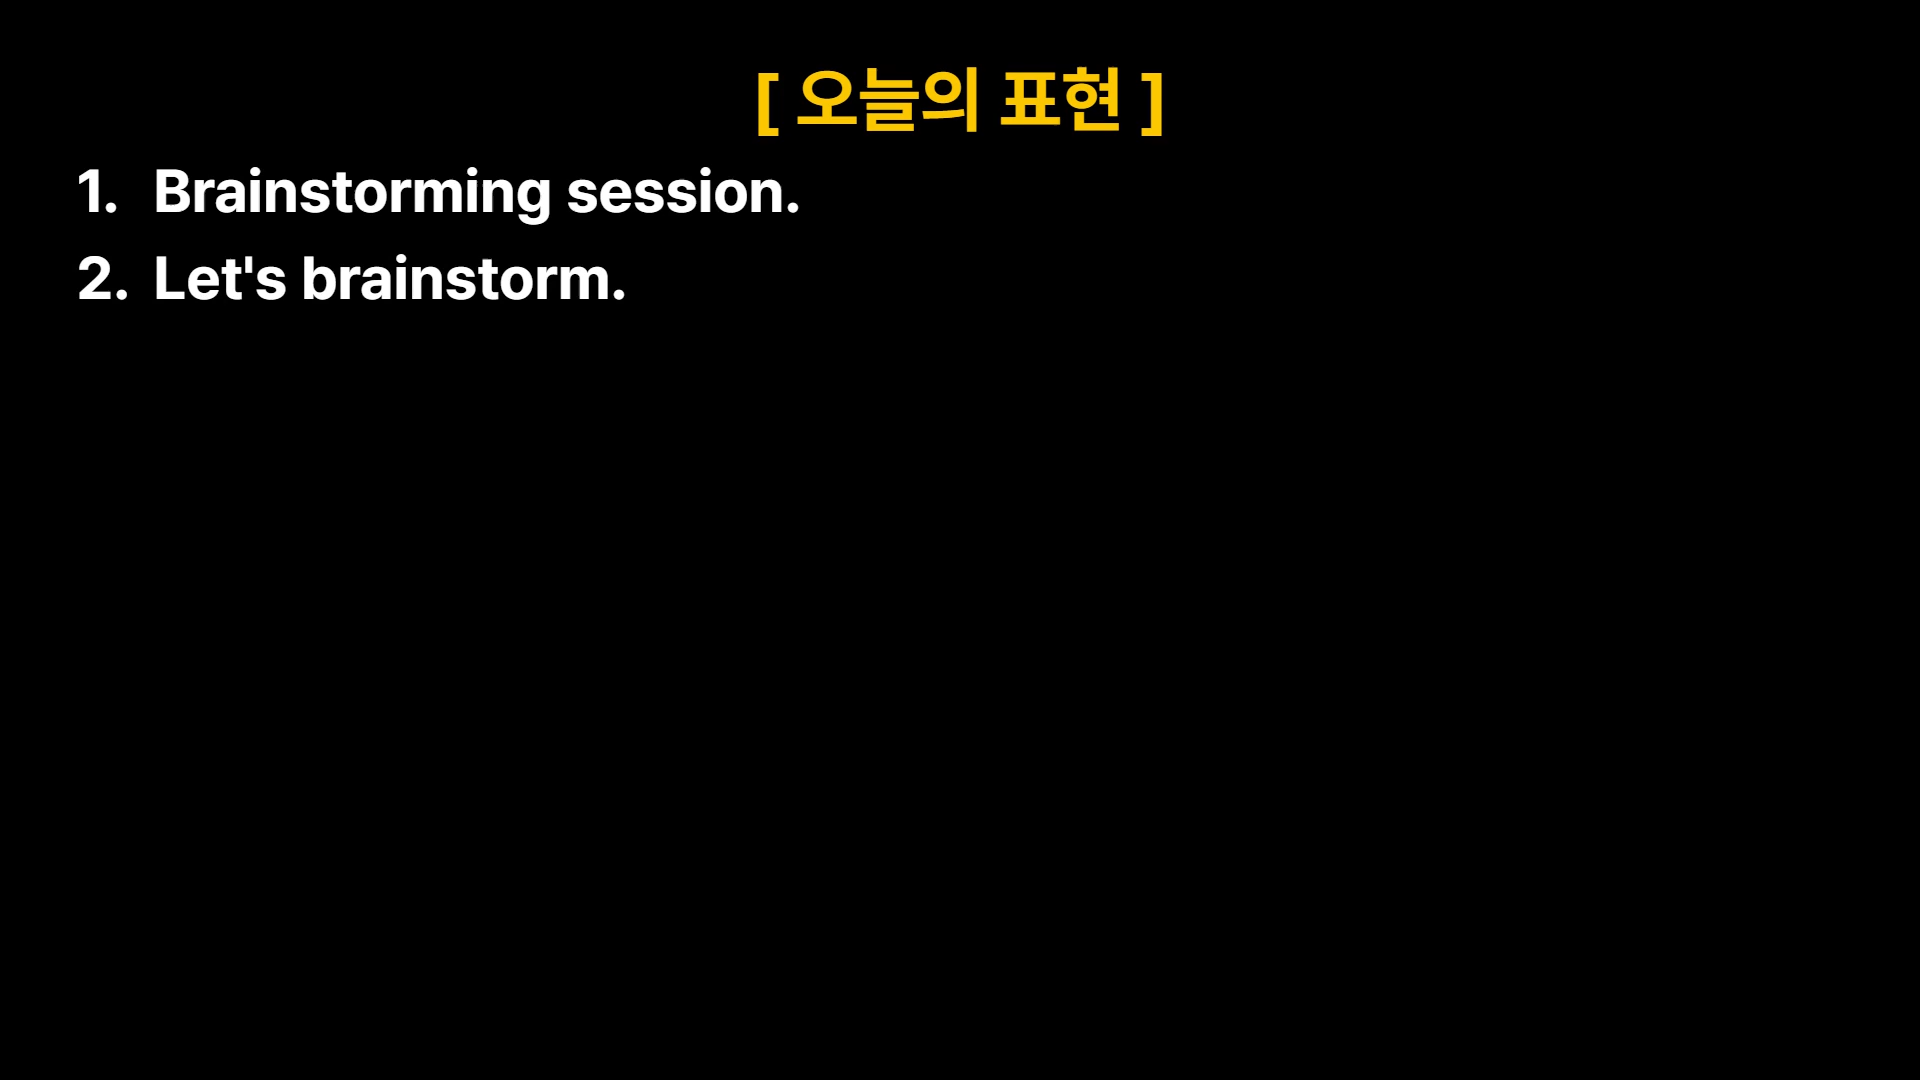 [ 오늘의 표현 ]
1. Brainstorming session.
2. Let's brainstorm.